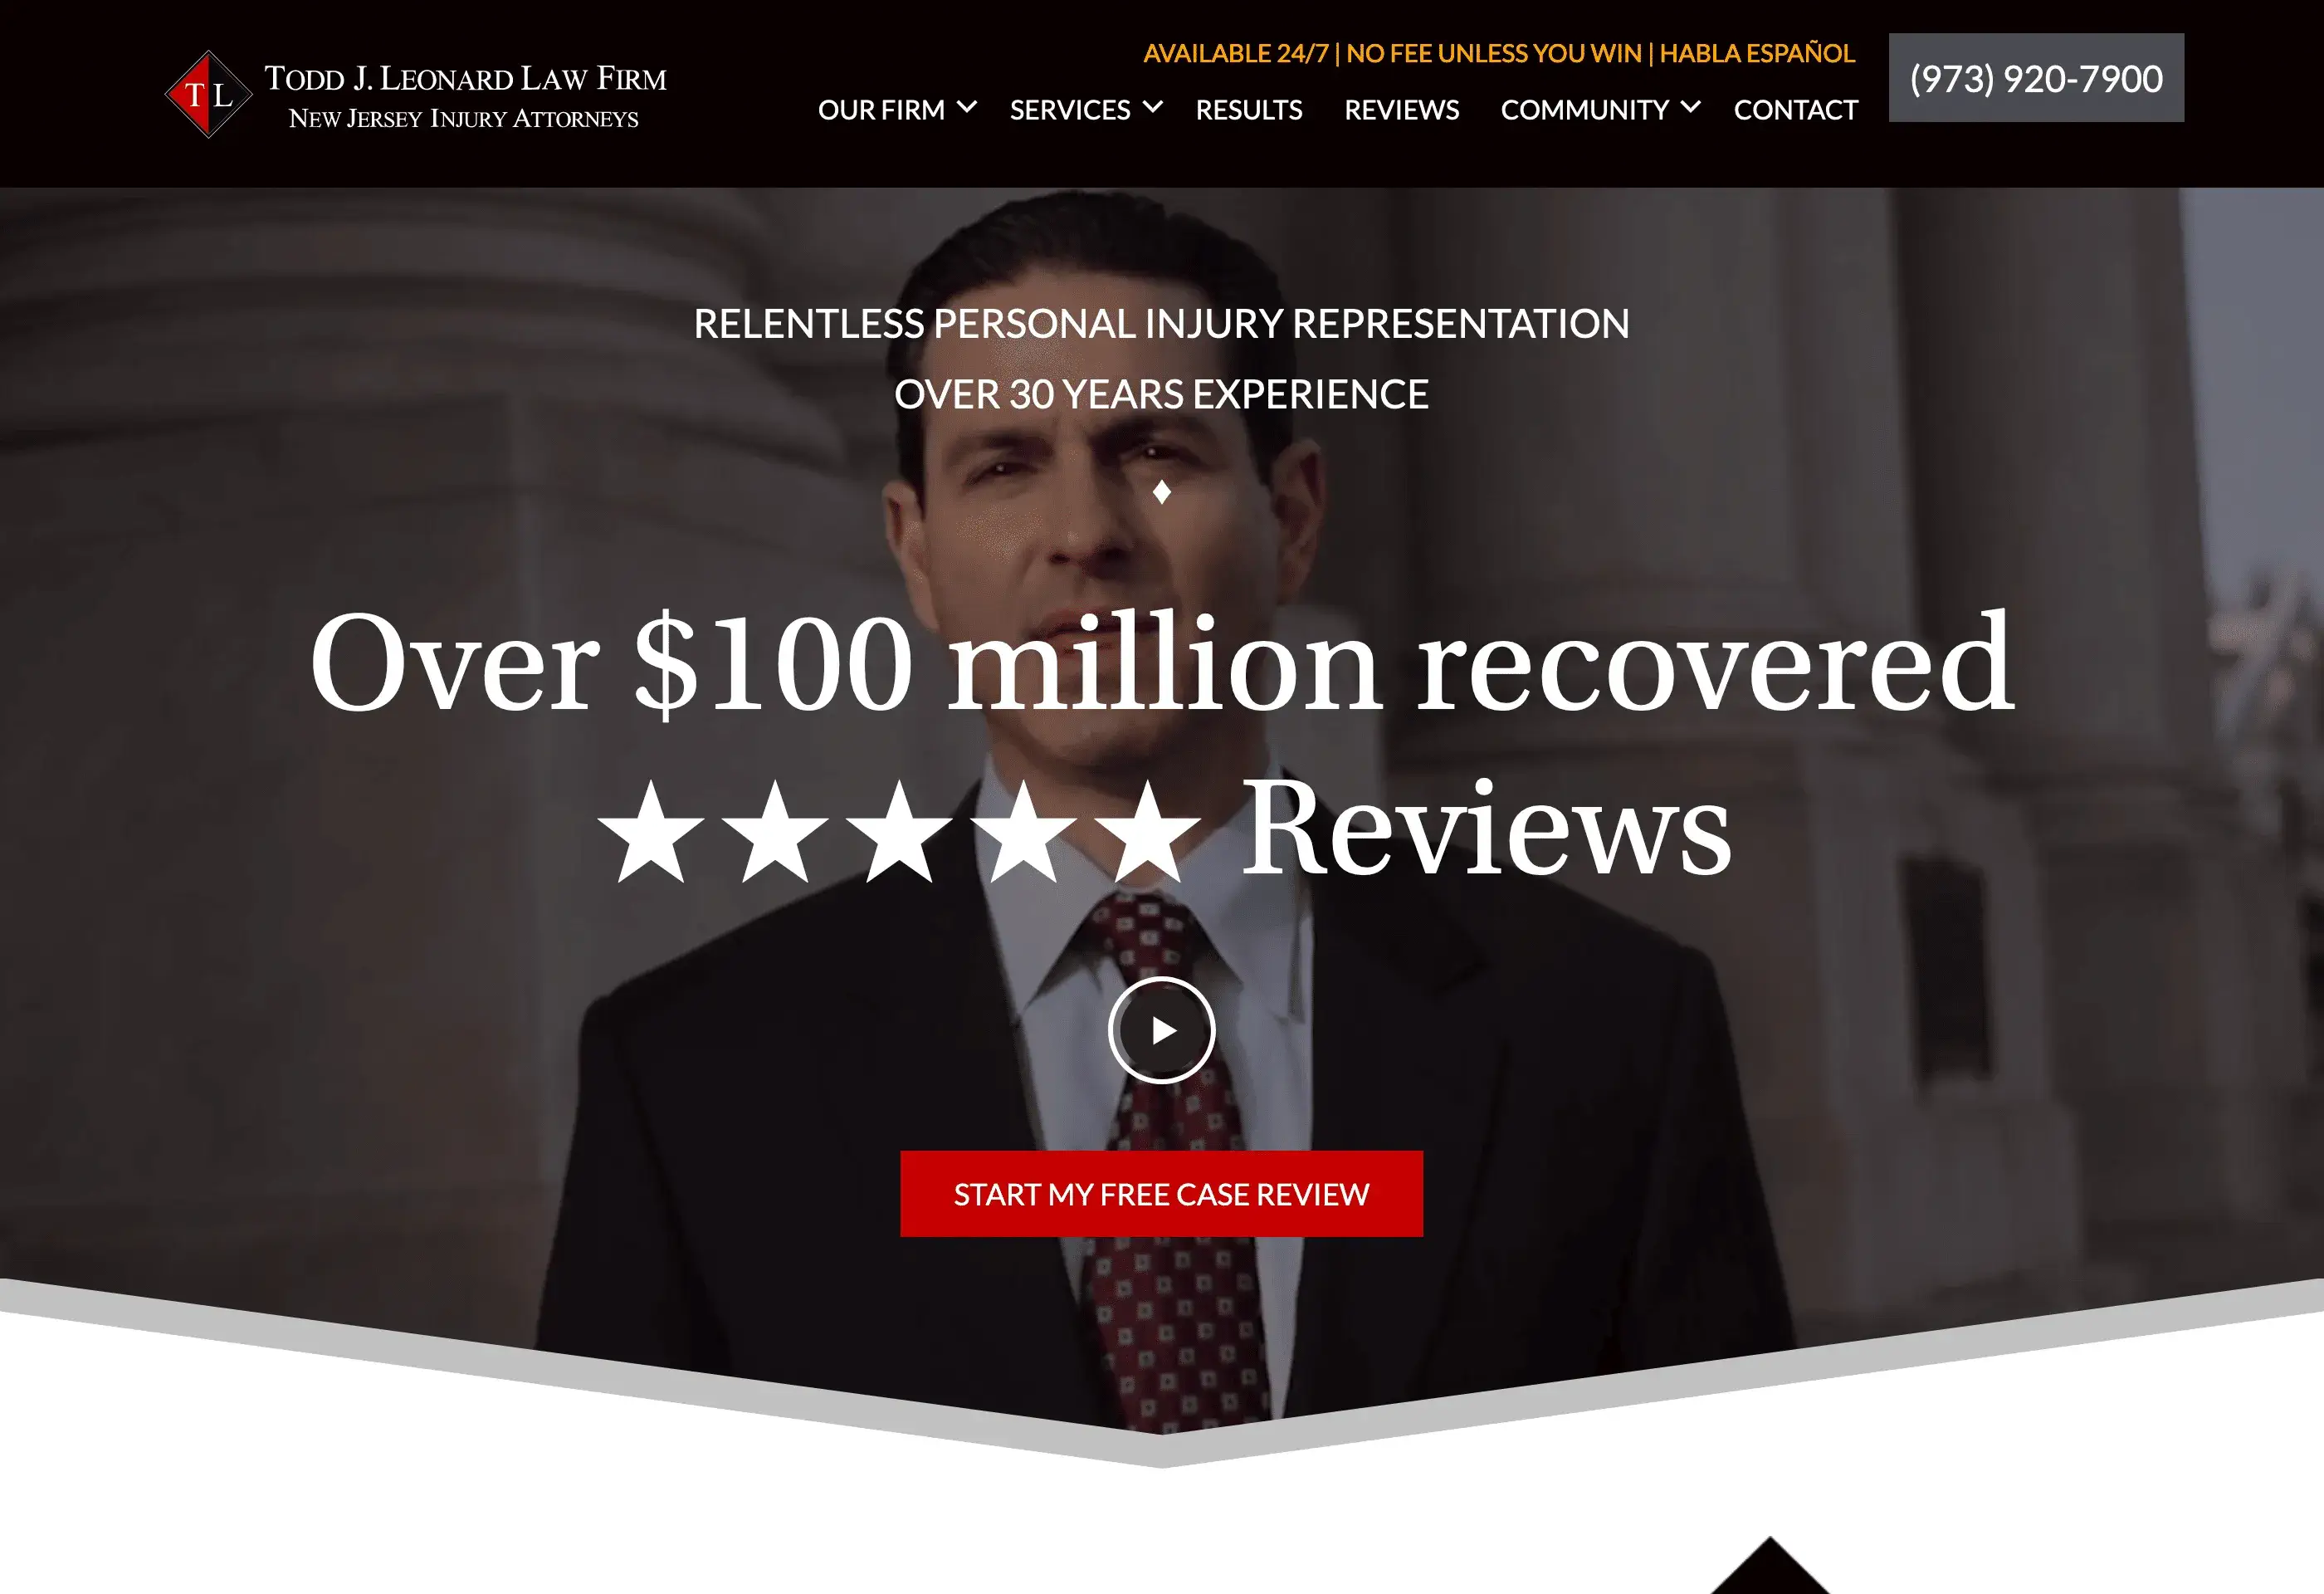 AVAILABLE 24/7 | NO FEE UNLESS YOU WIN | HABLA ESPAÑOL
(973) 920-7900
T L
TODD J. LEONARD LAW FIRM
NEW JERSEY INJURY ATTORNEYS
OUR FIRM SERVICES RESULTS REVIEWS COMMUNITY CONTACT
RELENTLESS PERSONAL INJURY REPRESENTATION
OVER 30 YEARS EXPERIENCE
Over $100 million recovered
★★★★★ Reviews
START MY FREE CASE REVIEW